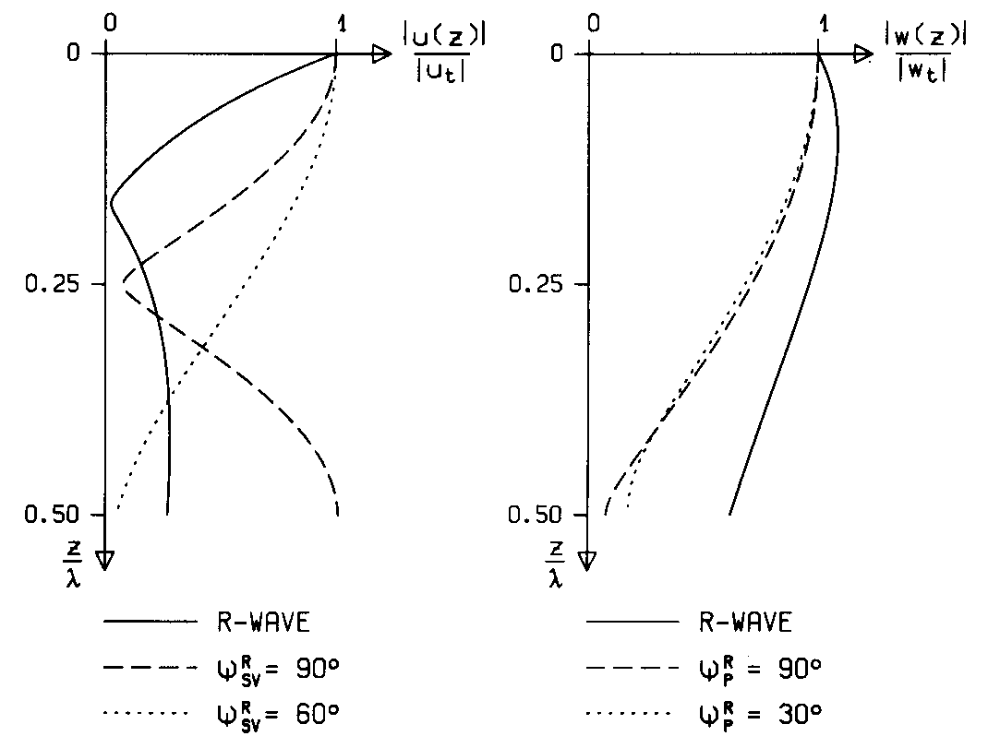 0 1 |u(z)|
0 |u_t|
0.25
0.50
z
λ
R-WAVE
ψ^R_SV = 90°
ψ^R_SV = 60°
0 1 |w(z)|
0 |w_t|
0.25
0.50
z
λ
R-WAVE
ψ^R_P = 90°
ψ^R_P = 30°